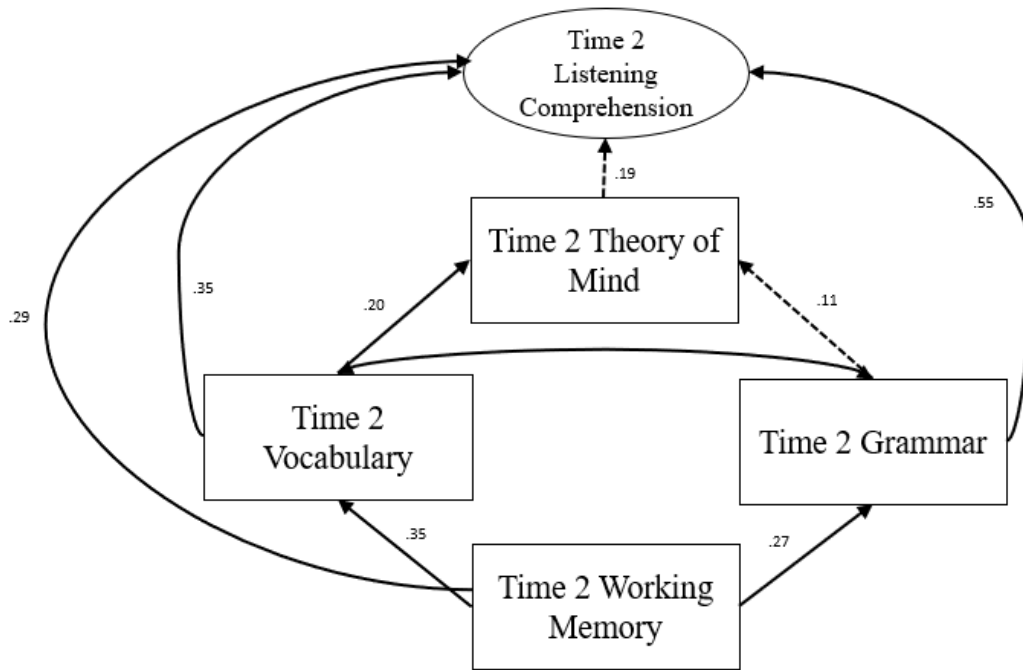 Time 2
Listening
Comprehension
.19
.55
Time 2 Theory of
Mind
.29
.35
.20
.11
Time 2
Vocabulary
Time 2 Grammar
.35
.27
Time 2 Working
Memory